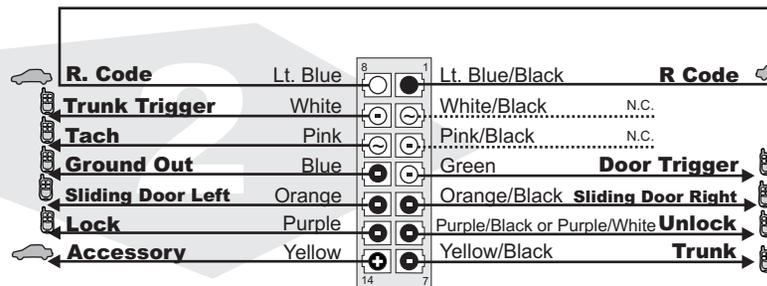 8 1
R. Code Lt. Blue Lt. Blue/Black R Code
Trunk Trigger White White/Black N.C.
Tach Pink Pink/Black N.C.
Ground Out Blue Green Door Trigger
Sliding Door Left Orange Orange/Black Sliding Door Right
Lock Purple Purple/Black or Purple/White Unlock
Accessory Yellow Yellow/Black Trunk
14 7
2